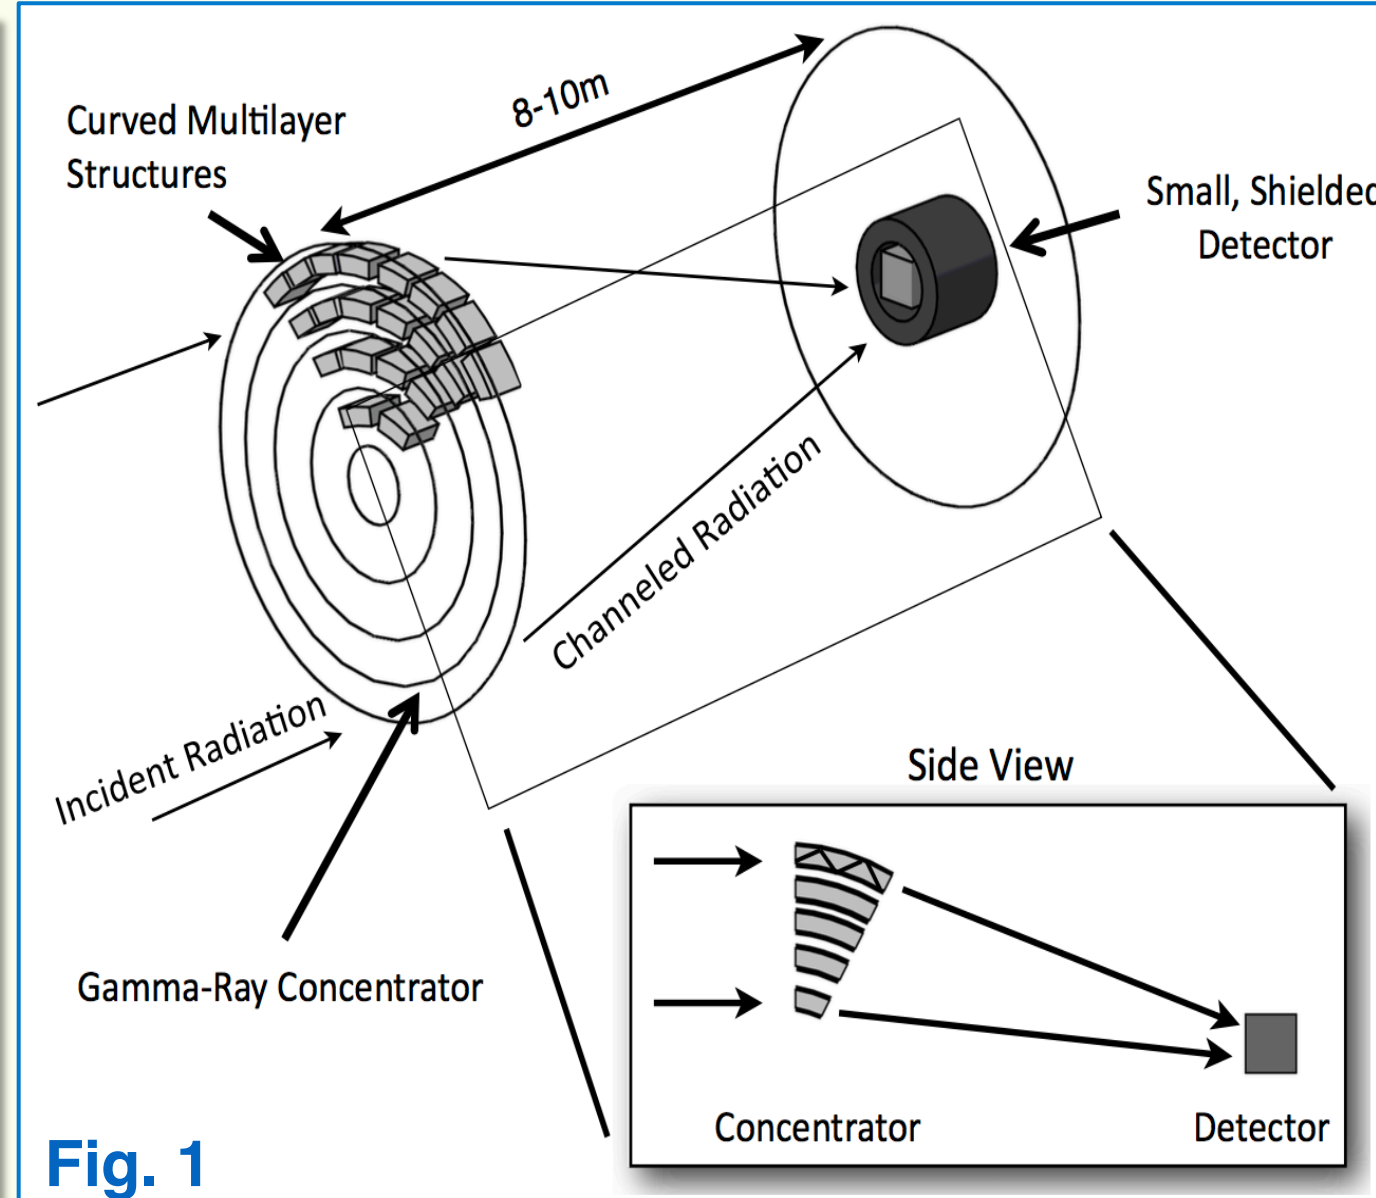 8-10m
Curved Multilayer
Structures
Small, Shielded
Detector
Channeled Radiation
Incident Radiation
Gamma-Ray Concentrator
Side View
Concentrator
Detector
Fig. 1